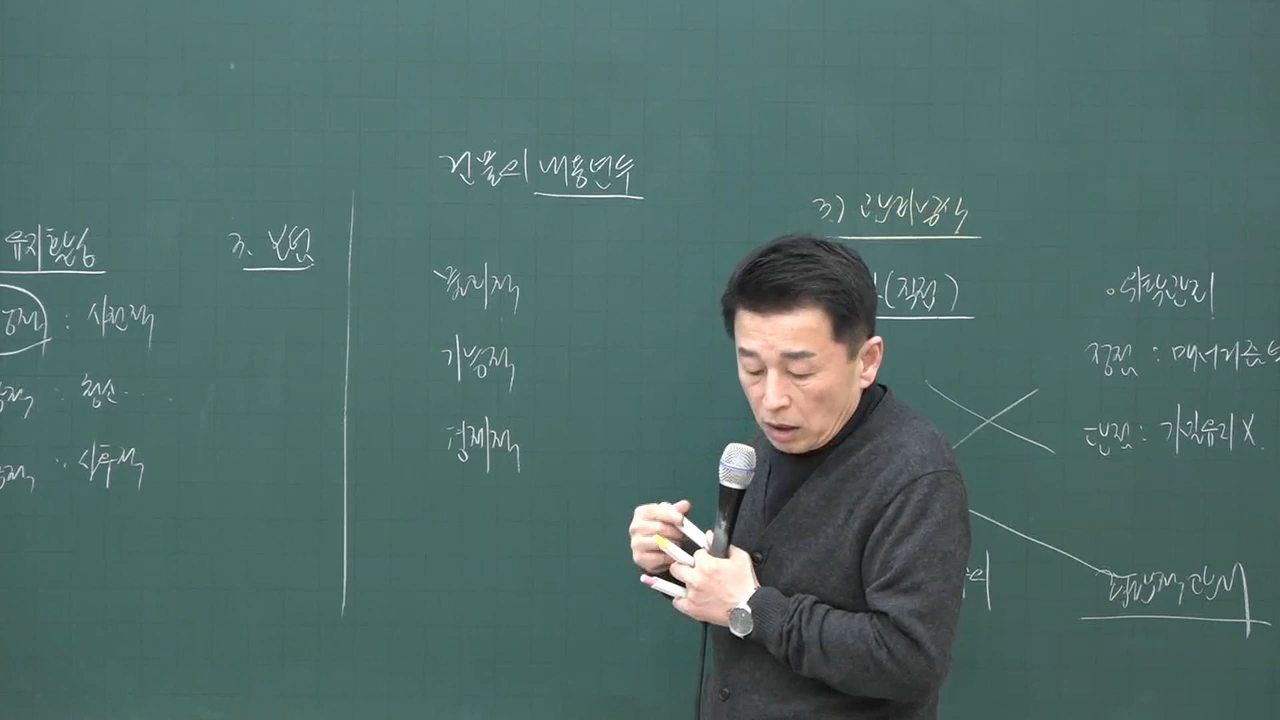 유지활동
: 사전적
: 청소....
: 사후적
3. 보험
건물의 내용연수
물리적
기능적
경제적
3) 관리방식
(직접)
◦위탁관리
장점 : 매너리즘
단점 : 기밀유지X